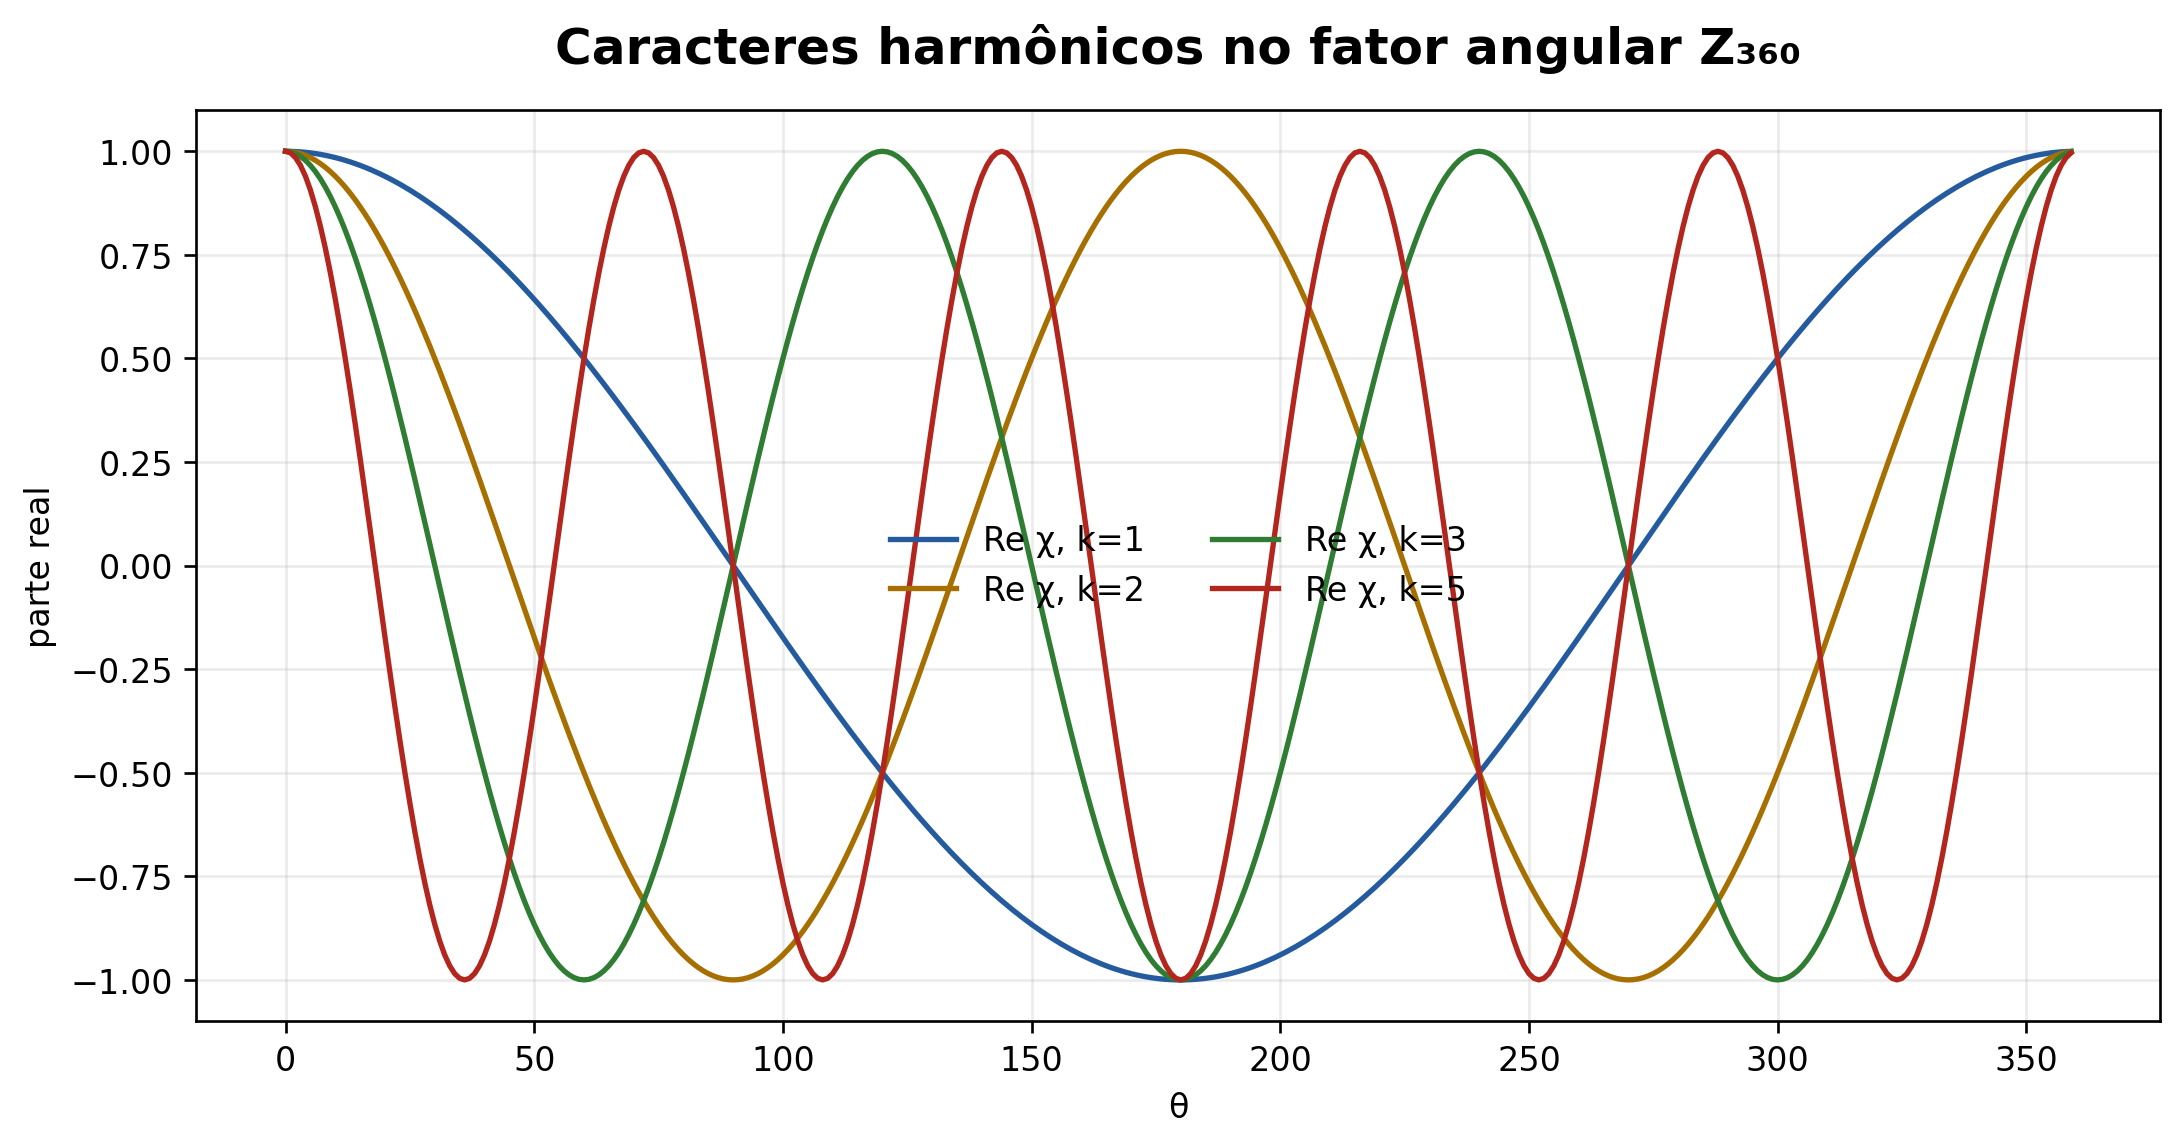 Caracteres harmônicos no fator angular Z₃₆₀
1.00
0.75
0.50
0.25
0.00
−0.25
−0.50
−0.75
−1.00
parte real
Re χ, k=1
Re χ, k=2
Re χ, k=3
Re χ, k=5
0 50 100 150 200 250 300 350
θ